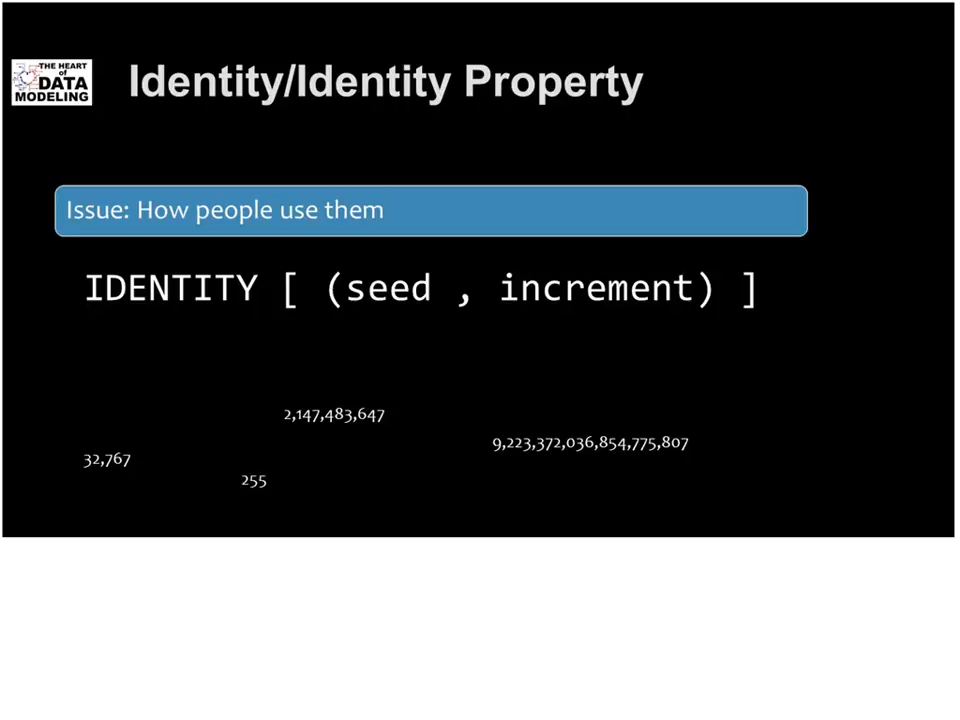 THE HEART
of
DATA
MODELING
Identity/Identity Property
Issue: How people use them
IDENTITY [ (seed , increment) ]
2,147,483,647
9,223,372,036,854,775,807
32,767
255